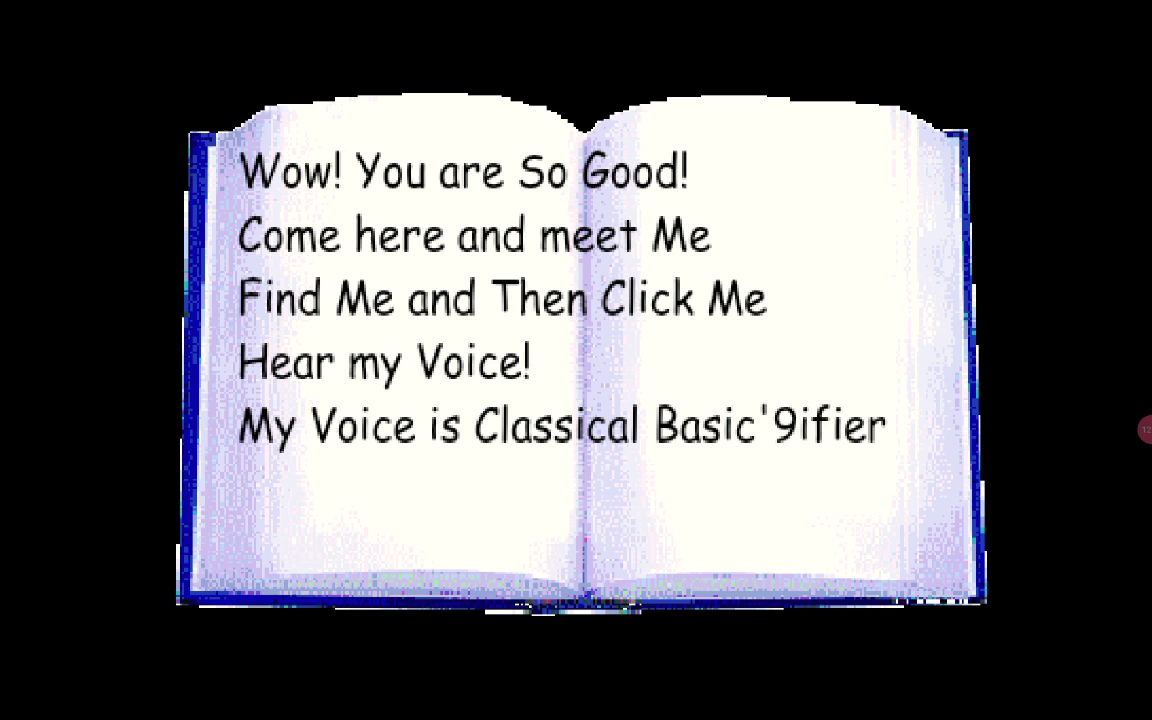 Wow! You are So Good!
Come here and meet Me
Find Me and Then Click Me
Hear my Voice!
My Voice is Classical Basic'9ifier
12